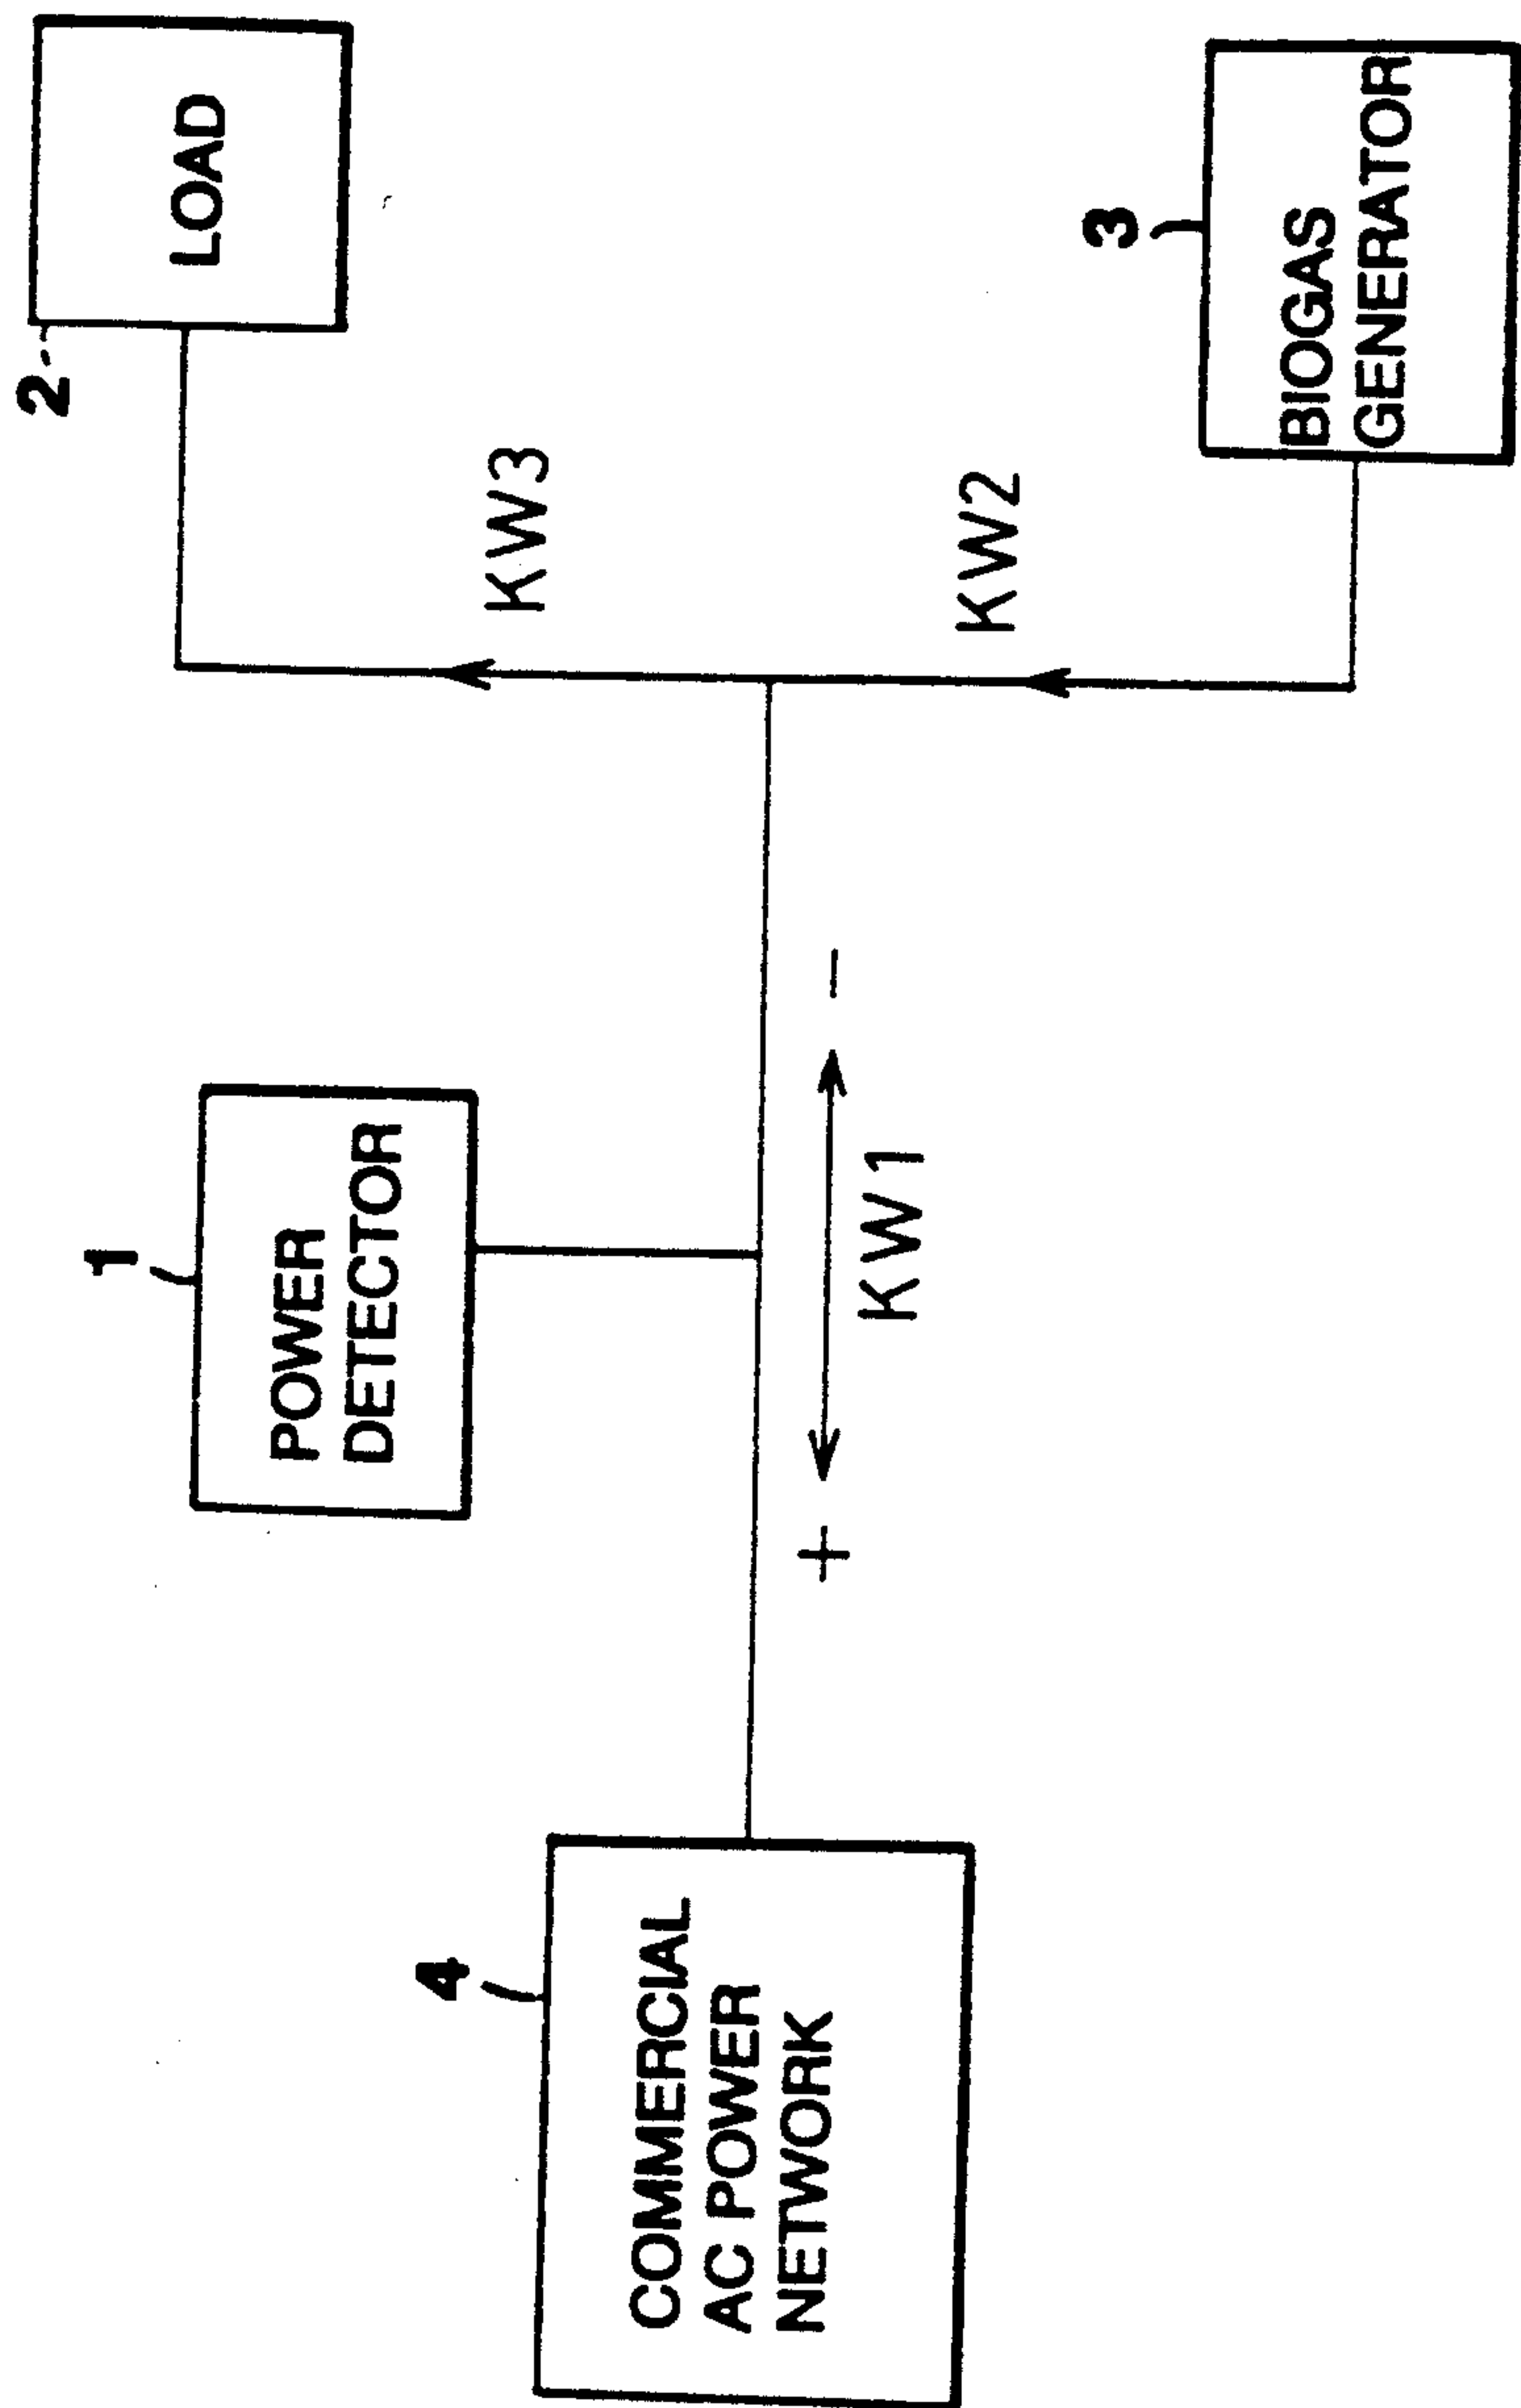 1
POWER
DETECTOR
2
LOAD
KW3
4
COMMERCIAL
AC POWER
NETWORK
+
-
KW1
KW2
3
BIOGAS
GENERATOR